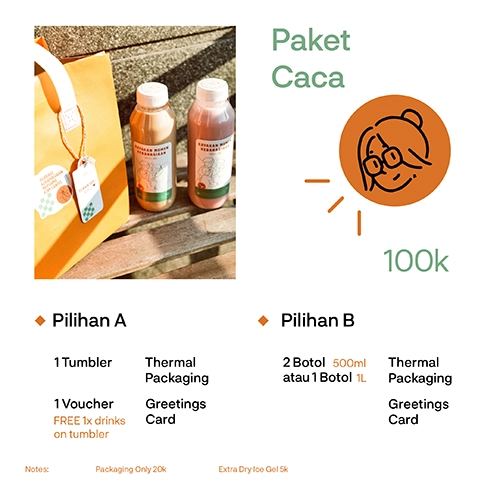 Paket
Caca
100k
Pilihan A
1 Tumbler
Thermal
Packaging
1 Voucher
FREE 1x drinks
on tumbler
Greetings
Card
Pilihan B
2 Botol 500ml
atau 1 Botol 1L
Thermal
Packaging
Greetings
Card
Notes:
Packaging Only 20k
Extra Dry Ice Gel 5k